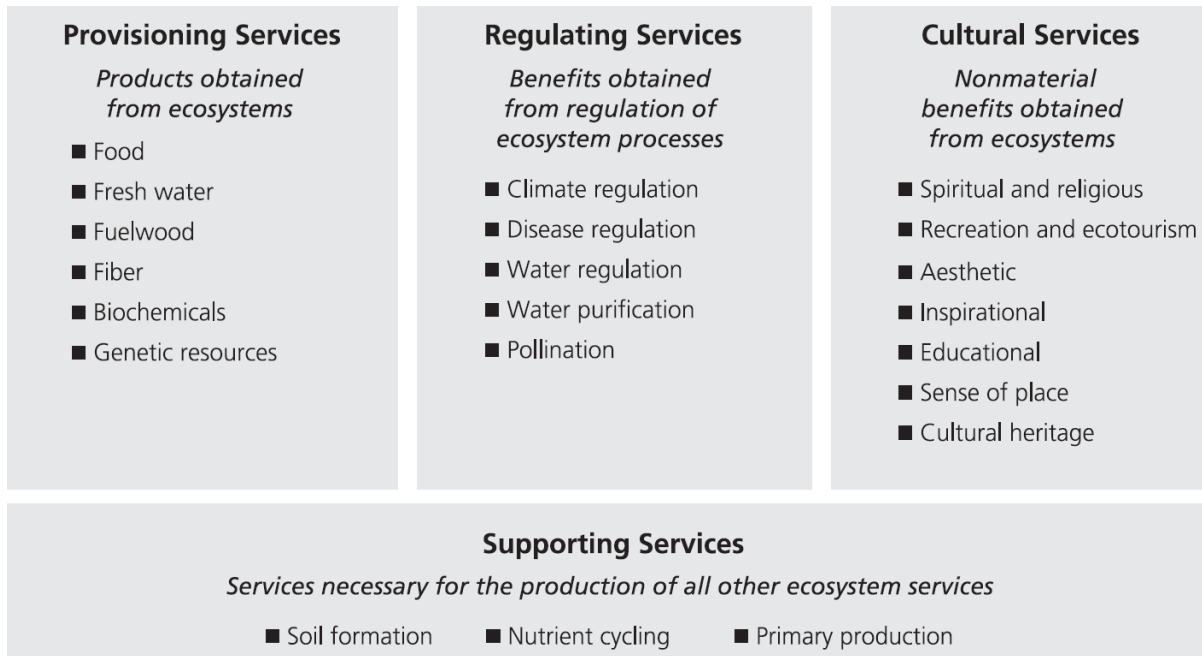 Provisioning Services
Products obtained
from ecosystems
■ Food
■ Fresh water
■ Fuelwood
■ Fiber
■ Biochemicals
■ Genetic resources
Regulating Services
Benefits obtained
from regulation of
ecosystem processes
■ Climate regulation
■ Disease regulation
■ Water regulation
■ Water purification
■ Pollination
Cultural Services
Nonmaterial
benefits obtained
from ecosystems
■ Spiritual and religious
■ Recreation and ecotourism
■ Aesthetic
■ Inspirational
■ Educational
■ Sense of place
■ Cultural heritage
Supporting Services
Services necessary for the production of all other ecosystem services
■ Soil formation ■ Nutrient cycling ■ Primary production